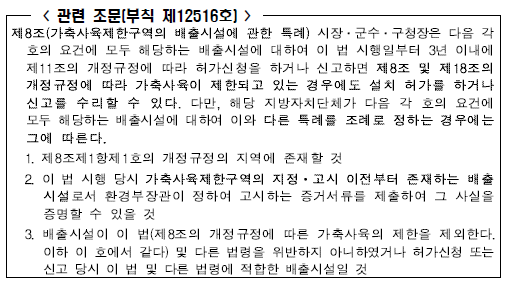 < 관련 조문(부칙 제12516호) >
제8조(가축사육제한구역의 배출시설에 관한 특례) 시장·군수·구청장은 다음 각
호의 요건에 모두 해당하는 배출시설에 대하여 이 법 시행일부터 3년 이내에
제11조의 개정규정에 따라 허가신청을 하거나 신고하면 제8조 및 제18조의
개정규정에 따라 가축사육이 제한되고 있는 경우에도 설치 허가를 하거나
신고를 수리할 수 있다. 다만, 해당 지방자치단체가 다음 각 호의 요건에
모두 해당하는 배출시설에 대하여 이와 다른 특례를 조례로 정하는 경우에는
그에 따른다.
1. 제8조제1항제1호의 개정규정의 지역에 존재할 것
2. 이 법 시행 당시 가축사육제한구역의 지정·고시 이전부터 존재하는 배출
시설로서 환경부장관이 정하여 고시하는 증거서류를 제출하여 그 사실을
증명할 수 있을 것
3. 배출시설이 이 법(제8조의 개정규정에 따른 가축사육의 제한을 제외한다.
이하 이 호에서 같다) 및 다른 법령을 위반하지 아니하였거나 허가신청 또는
신고 당시 이 법 및 다른 법령에 적합한 배출시설일 것